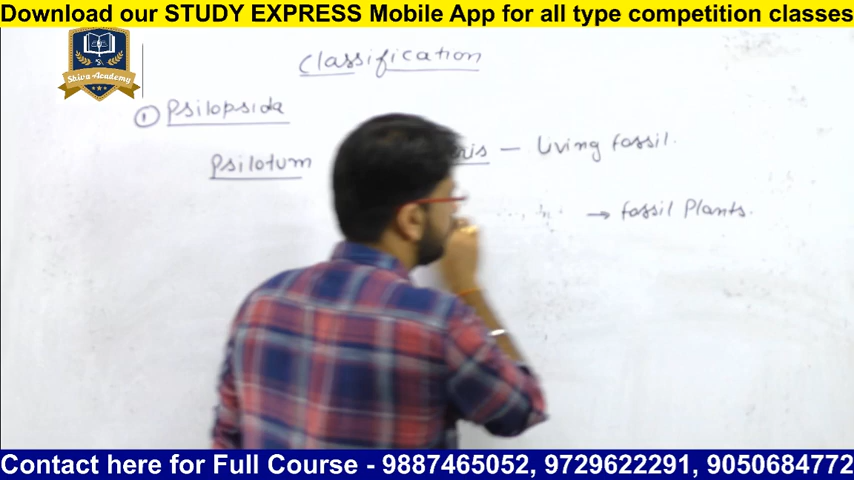 Download our STUDY EXPRESS Mobile App for all type competition classes
Shiva Academy
Classification
① Psilopsida
Psilotum — Living fossil.
→ fossil Plants.
Contact here for Full Course - 9887465052, 9729622291, 9050684772